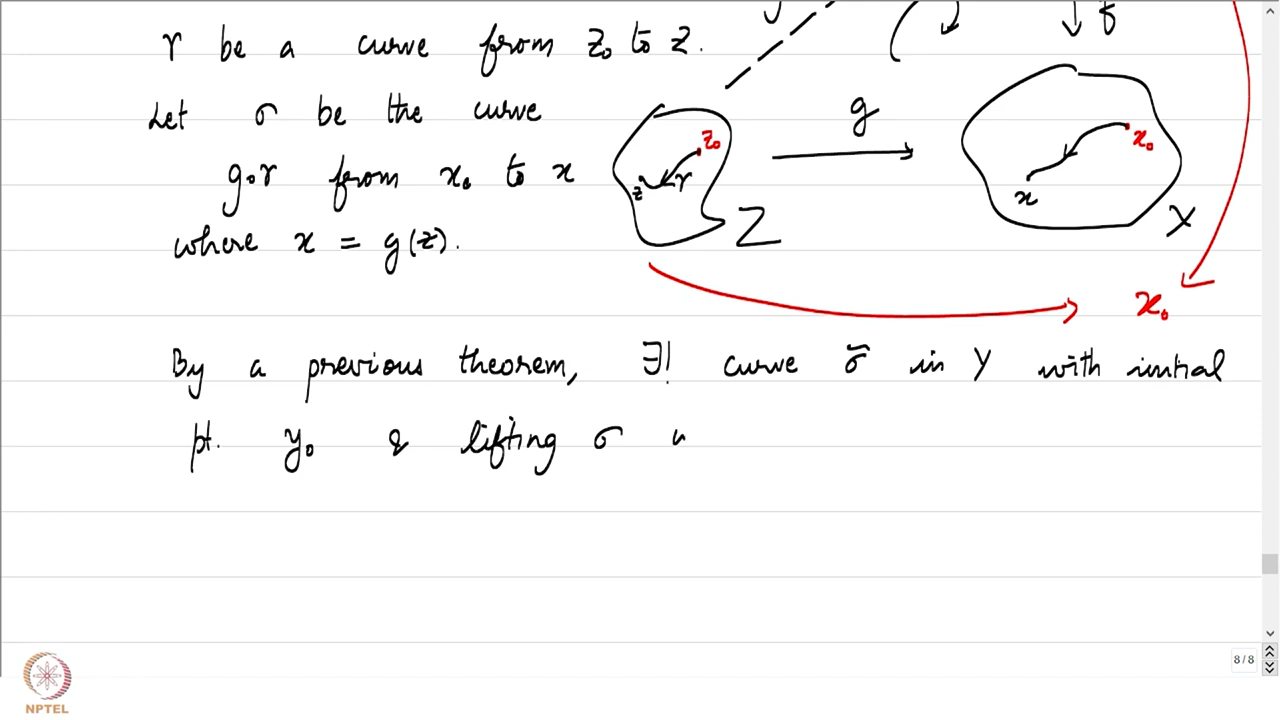 γ be a curve from z₀ to z.
Let σ be the curve
g∘γ from x₀ to x
where x = g(z).
f
g
z₀
z
γ
Z
x₀
x
X
x₀
By a previous theorem, ∃! curve σ̃ in Y with initial
pt. y₀ & lifting σ
8/8
NPTEL